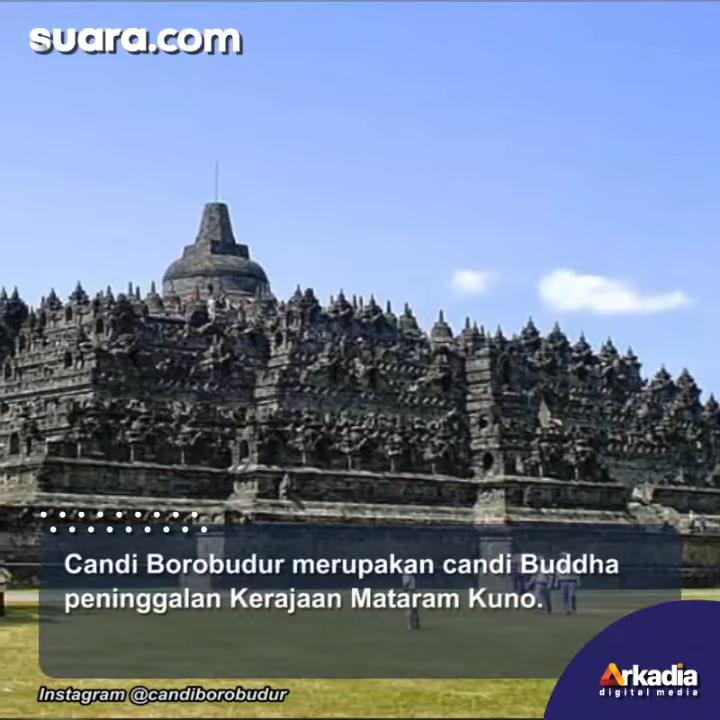 suara.com
Candi Borobudur merupakan candi Buddha
peninggalan Kerajaan Mataram Kuno.
Instagram @candiborobudur
Arkadia
digital media